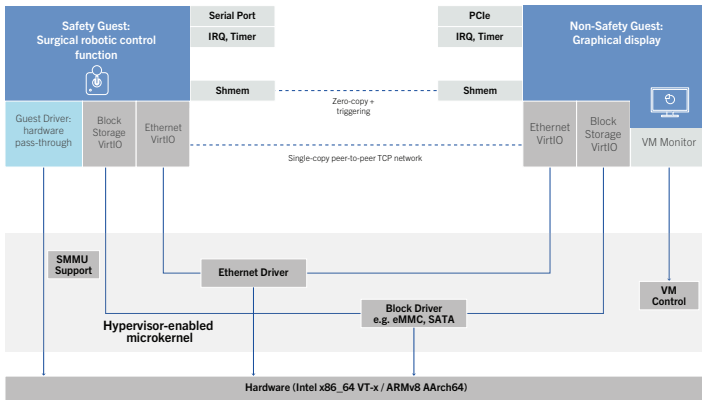 Safety Guest:
Surgical robotic control
function
Serial Port
IRQ, Timer
Shmem
PCIe
IRQ, Timer
Shmem
Non-Safety Guest:
Graphical display
Zero-copy +
triggering
Guest Driver:
hardware
pass-through
Block
Storage
VirtIO
Ethernet
VirtIO
Single-copy peer-to-peer TCP network
Ethernet
VirtIO
Block
Storage
VirtIO
VM Monitor
SMMU
Support
Ethernet Driver
VM
Control
Block Driver
e.g. eMMC, SATA
Hypervisor-enabled
microkernel
Hardware (Intel x86_64 VT-x / ARMv8 AArch64)